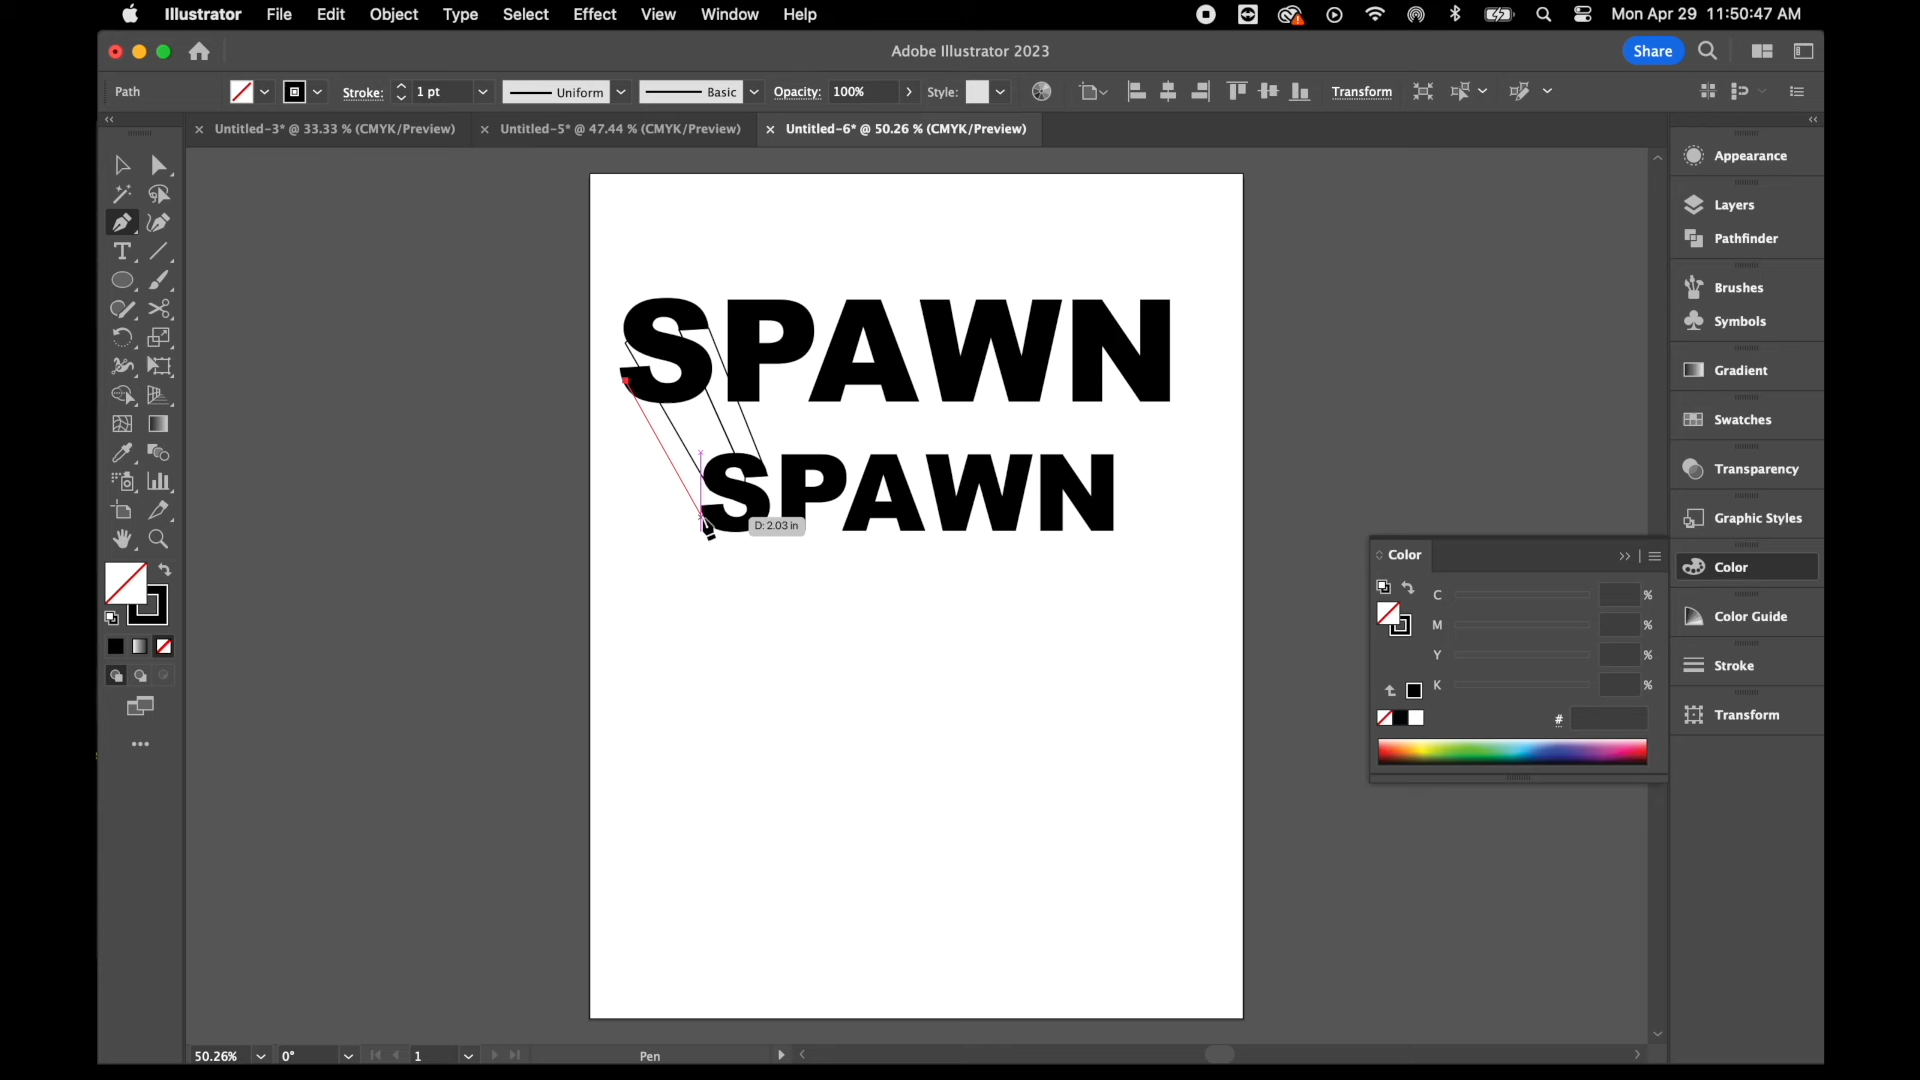 Illustrator File Edit Object Type Select Effect View Window Help Mon Apr 29 11:50:47 AM
Adobe Illustrator 2023 Share
Path Stroke: 1 pt Uniform Basic Opacity: 100% Style: Transform
Untitled-3* @ 33.33 % (CMYK/Preview) Untitled-5* @ 47.44 % (CMYK/Preview) Untitled-6* @ 50.26 % (CMYK/Preview)
Appearance
Layers
Pathfinder
Brushes
Symbols
Gradient
Swatches
Transparency
Graphic Styles
Color
Color Guide
Stroke
Transform
SPAWN
SPAWN
D: 2.03 in
Color
C %
M %
Y %
K %
#
50.26% 0° 1 Pen